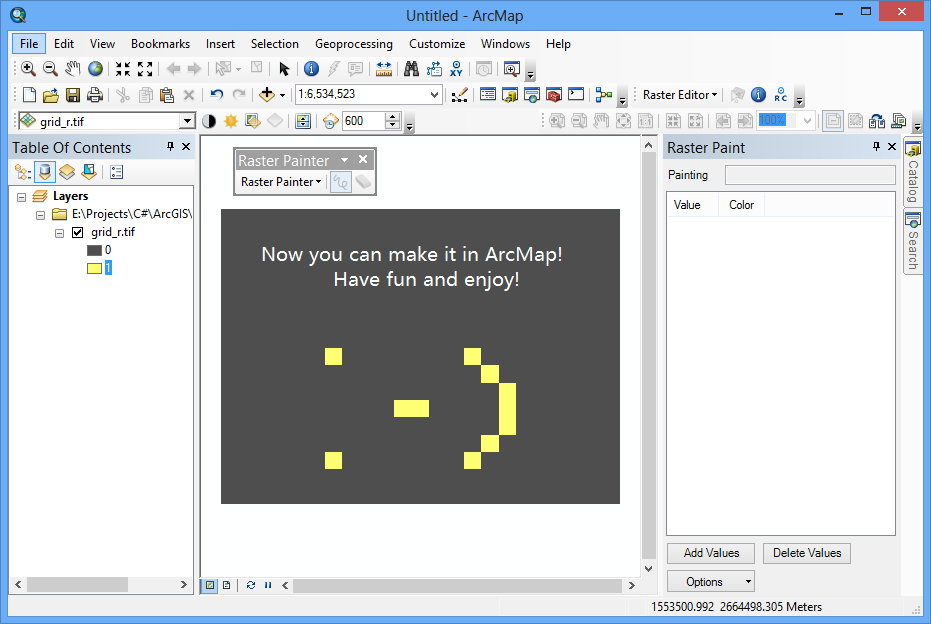 Untitled - ArcMap
File Edit View Bookmarks Insert Selection Geoprocessing Customize Windows Help
XY
1:6,534,523
Raster Editor
R C
grid_r.tif
600
1:1
100%
Table Of Contents
Layers
E:\Projects\C#\ArcGIS\
grid_r.tif
0
1
Raster Painter
Raster Painter
Now you can make it in ArcMap!
Have fun and enjoy!
Raster Paint
Painting
Value Color
Add Values Delete Values
Options
Catalog
Search
1553500.992 2664498.305 Meters